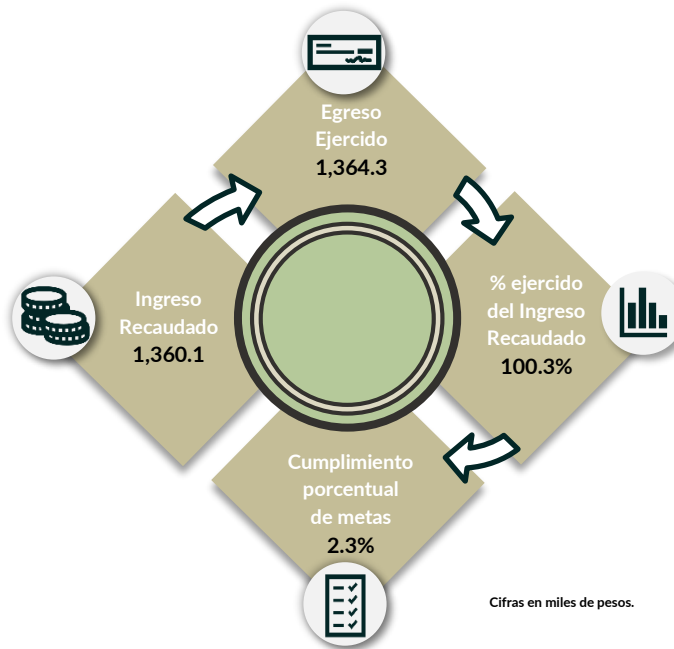 Egreso
Ejercido
1,364.3
Ingreso
Recaudado
1,360.1
% ejercido
del Ingreso
Recaudado
100.3%
Cumplimiento
porcentual
de metas
2.3%
Cifras en miles de pesos.